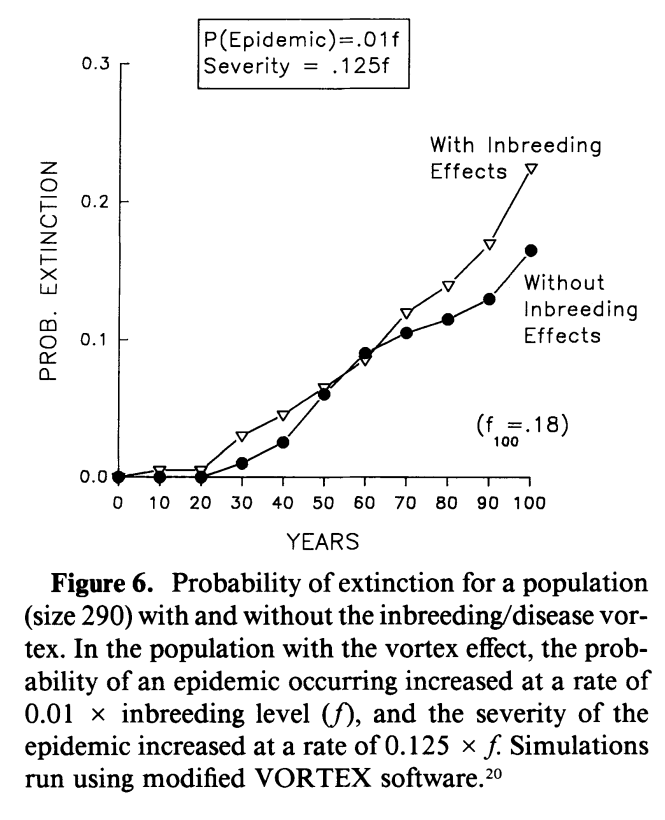 P(Epidemic)=.01f
Severity = .125f
0.3
0.2
0.1
0.0
PROB. EXTINCTION
With Inbreeding
Effects
Without
Inbreeding
Effects
(f100=.18)
0 10 20 30 40 50 60 70 80 90 100
YEARS
Figure 6. Probability of extinction for a population
(size 290) with and without the inbreeding/disease vor-
tex. In the population with the vortex effect, the prob-
ability of an epidemic occurring increased at a rate of
0.01 × inbreeding level (f), and the severity of the
epidemic increased at a rate of 0.125 × f. Simulations
run using modified VORTEX software.20